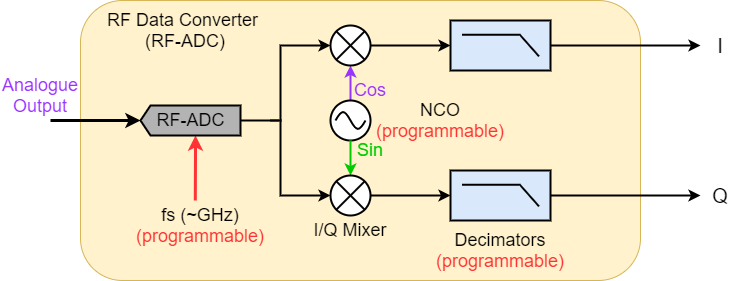 RF Data Converter
(RF-ADC)
I
Analogue
Output
Cos
RF-ADC
NCO
(programmable)
Sin
fs (~GHz)
(programmable)
I/Q Mixer
Q
Decimators
(programmable)